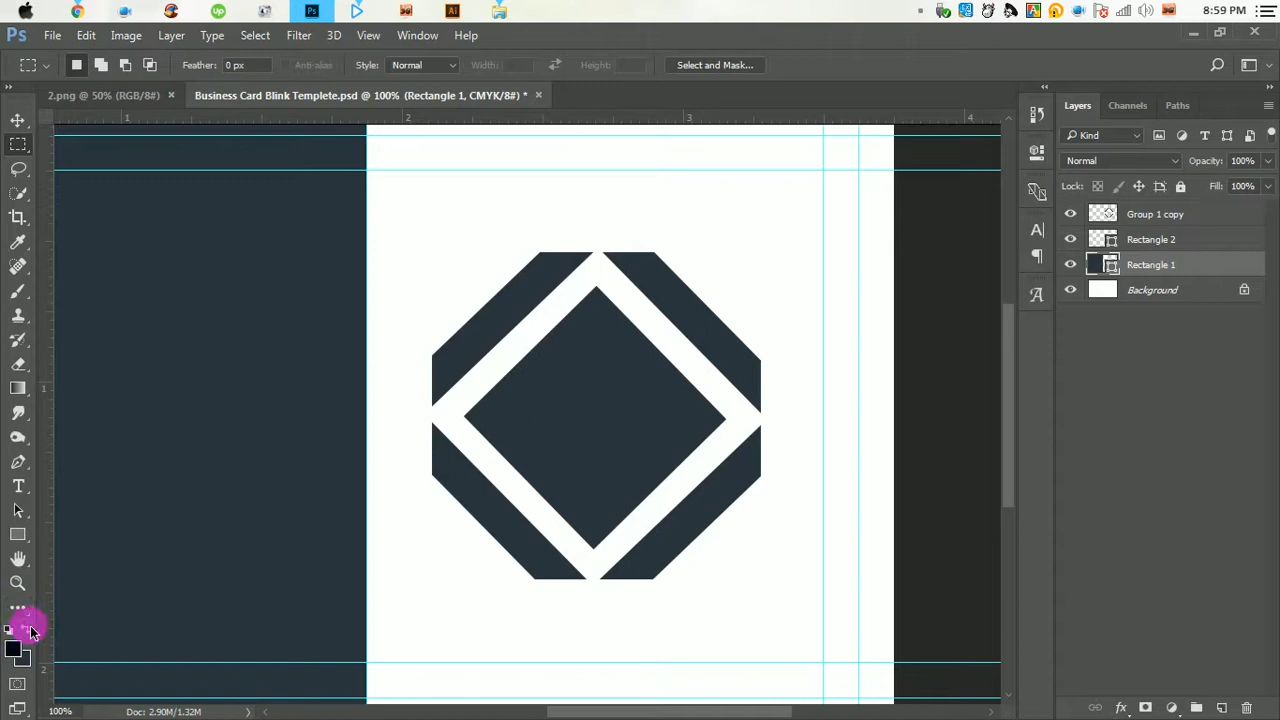 8:59 PM
Ps File Edit Image Layer Type Select Filter 3D View Window Help
Feather: 0 px Anti-alias Style: Normal Width: Height: Select and Mask...
2.png @ 50% (RGB/8#) × Business Card Blink Templete.psd @ 100% (Rectangle 1, CMYK/8#) * ×
Layers Channels Paths
1 2 3 4
Kind
Normal Opacity: 100%
Lock: Fill: 100%
Group 1 copy
Rectangle 2
Rectangle 1
Background
1
2
100% Doc: 2.90M/1.32M